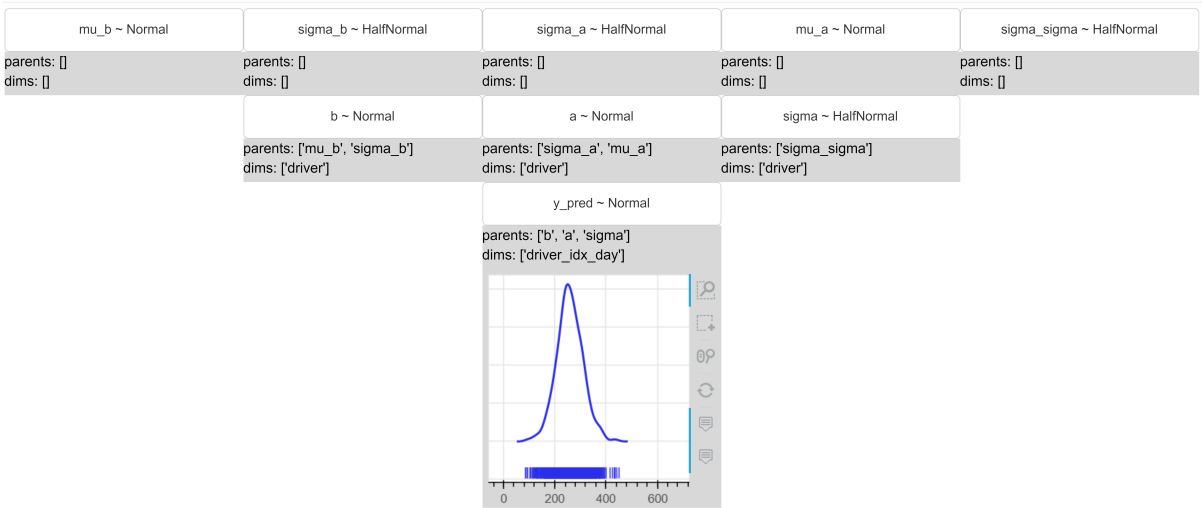 mu_b ~ Normal
sigma_b ~ HalfNormal
sigma_a ~ HalfNormal
mu_a ~ Normal
sigma_sigma ~ HalfNormal
parents: []
dims: []
parents: []
dims: []
parents: []
dims: []
parents: []
dims: []
parents: []
dims: []
b ~ Normal
a ~ Normal
sigma ~ HalfNormal
parents: ['mu_b', 'sigma_b']
dims: ['driver']
parents: ['sigma_a', 'mu_a']
dims: ['driver']
parents: ['sigma_sigma']
dims: ['driver']
y_pred ~ Normal
parents: ['b', 'a', 'sigma']
dims: ['driver_idx_day']
0 200 400 600